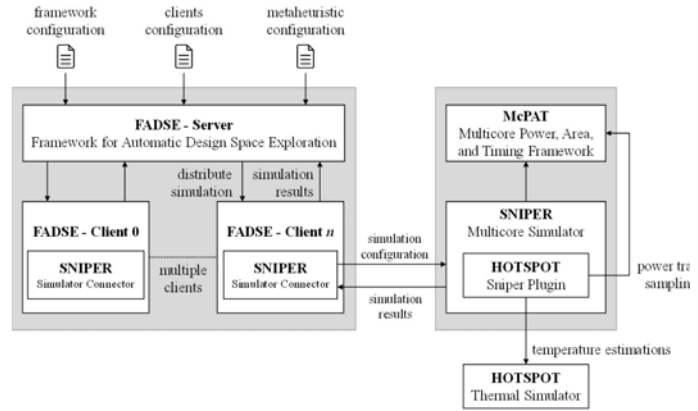 framework
configuration
clients
configuration
metaheuristic
configuration
FADSE - Server
Framework for Automatic Design Space Exploration
distribute
simulation
simulation
results
FADSE - Client 0
SNIPER
Simulator Connector
multiple
clients
FADSE - Client n
SNIPER
Simulator Connector
simulation
configuration
simulation
results
McPAT
Multicore Power, Area,
and Timing Framework
SNIPER
Multicore Simulator
HOTSPOT
Sniper Plugin
power tra
sampling
temperature estimations
HOTSPOT
Thermal Simulator